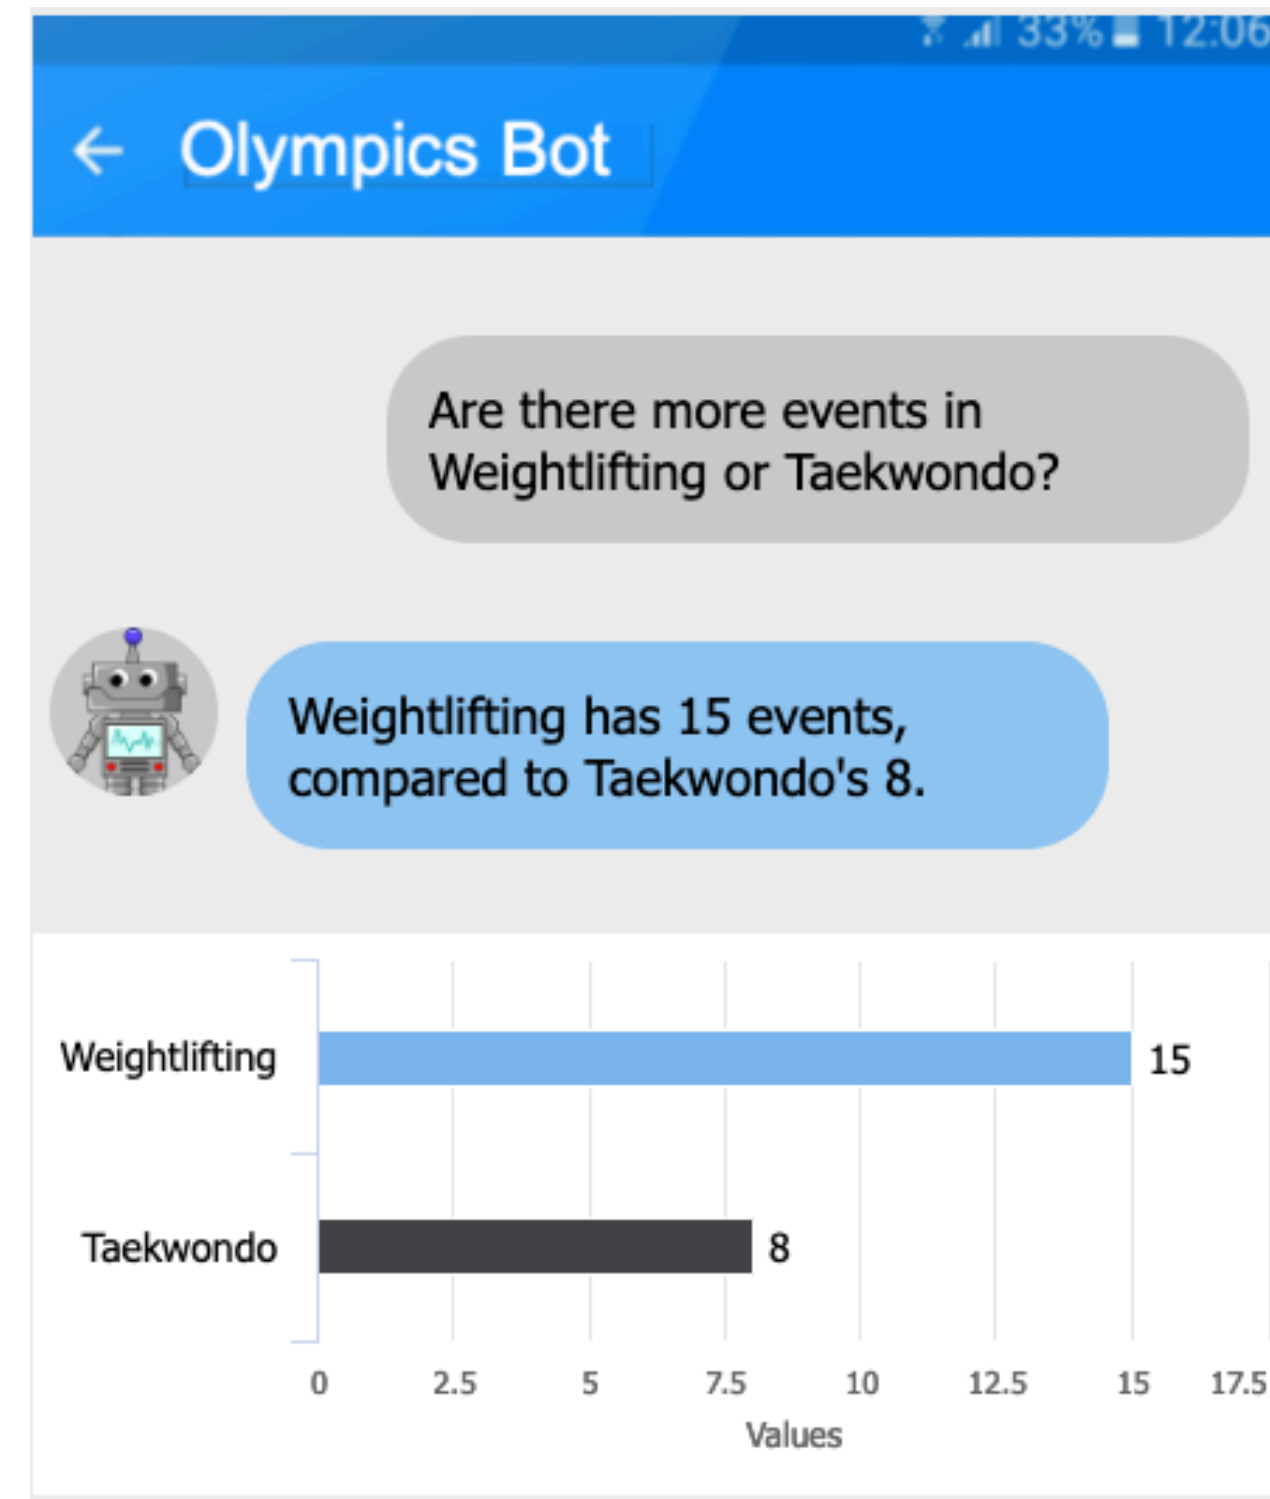 33% 12:06
Olympics Bot
Are there more events in
Weightlifting or Taekwondo?
Weightlifting has 15 events,
compared to Taekwondo's 8.
Weightlifting 15
Taekwondo 8
0 2.5 5 7.5 10 12.5 15 17.5
Values